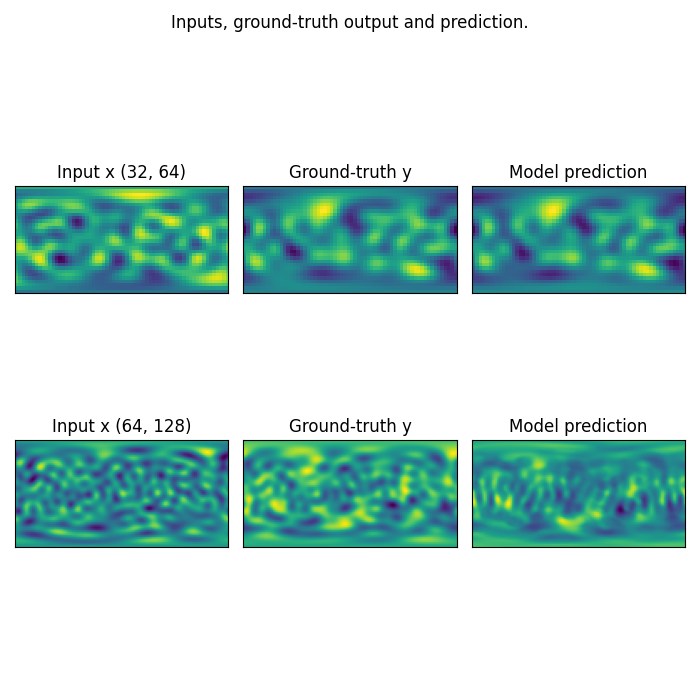 Inputs, ground-truth output and prediction.
Input x (32, 64)
Ground-truth y
Model prediction
Input x (64, 128)
Ground-truth y
Model prediction